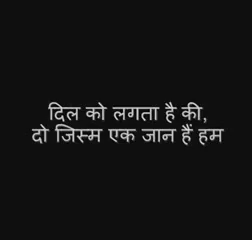 दिल को लगता है की,
दो जिस्म एक जान हैं हम